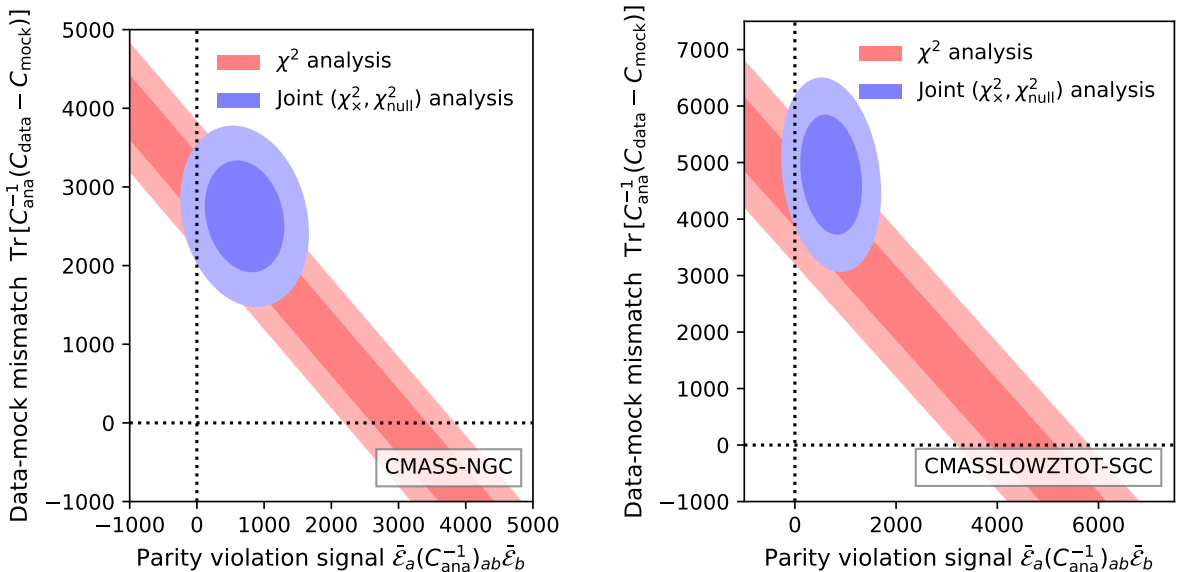 Data-mock mismatch Tr[C_ana^{-1}(C_data − C_mock)]
5000
4000
3000
2000
1000
0
−1000
χ² analysis
Joint (χ²_×, χ²_null) analysis
CMASS-NGC
−1000 0 1000 2000 3000 4000 5000
Parity violation signal ℰ̄_a(C_ana^{-1})_{ab}ℰ̄_b
Data-mock mismatch Tr[C_ana^{-1}(C_data − C_mock)]
7000
6000
5000
4000
3000
2000
1000
0
−1000
χ² analysis
Joint (χ²_×, χ²_null) analysis
CMASSLOWZTOT-SGC
0 2000 4000 6000
Parity violation signal ℰ̄_a(C_ana^{-1})_{ab}ℰ̄_b